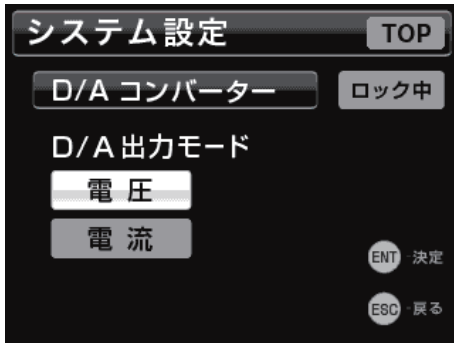 システム設定 TOP
D/A コンバーター ロック中
D/A出力モード
電圧
電流
ENT - 決定
ESC - 戻る